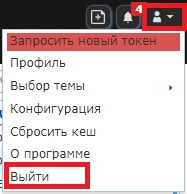 4
Запросить новый токен
Профиль
Выбор темы
Конфигурация
Сбросить кеш
О программе
Выйти